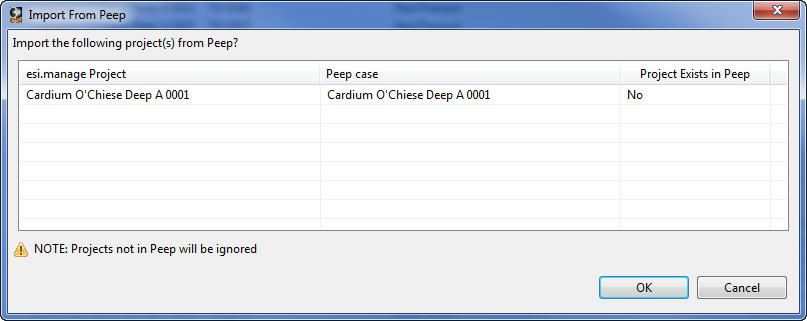 Import From Peep
Import the following project(s) from Peep?
esi.manage Project Peep case Project Exists in Peep
Cardium O'Chiese Deep A 0001 Cardium O'Chiese Deep A 0001 No
NOTE: Projects not in Peep will be ignored
OK Cancel